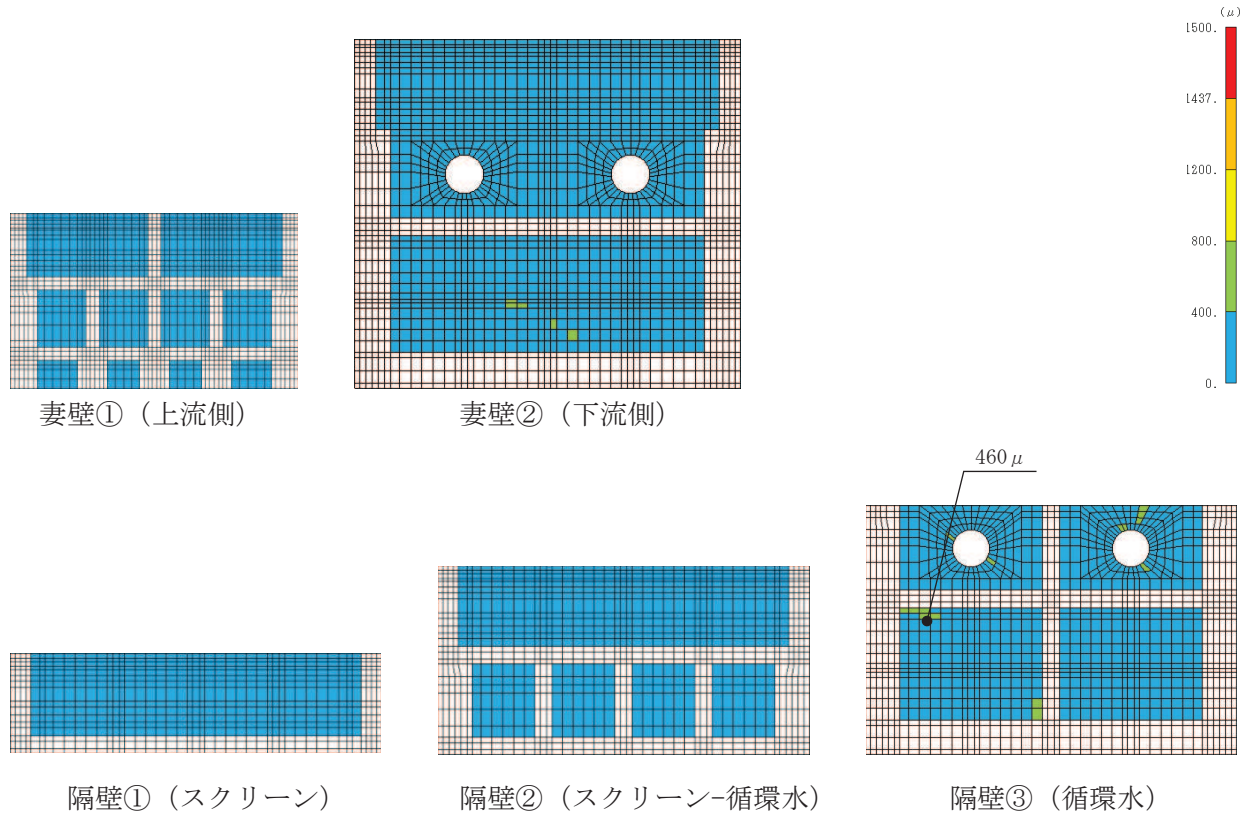 (μ)
1500.
1437.
1200.
800.
400.
0.
妻壁①（上流側）
妻壁②（下流側）
460μ
隔壁①（スクリーン）
隔壁②（スクリーン-循環水）
隔壁③（循環水）